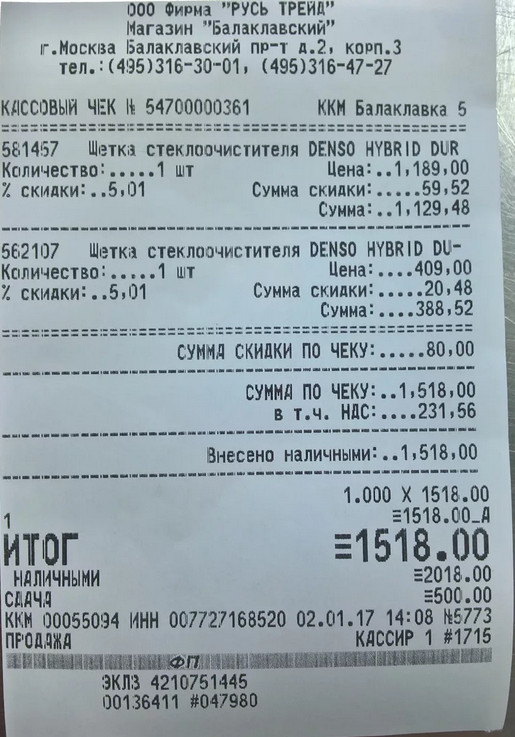 ООО Фирма "РУСЬ ТРЕЙД"
Магазин "Балаклавский"
г.Москва Балаклавский пр-т д.2, корп.3
тел.:(495)316-30-01, (495)316-47-27
КАССОВЫЙ ЧЕК № 54700000361 ККМ Балаклавка 5
581457 Щетка стеклоочистителя DENSO HYBRID DUR
Количество:.....1 шт Цена:..1,189,00
% скидки:..5,01 Сумма скидки:.....59,52
Сумма:..1,129,48
562107 Щетка стеклоочистителя DENSO HYBRID DU-
Количество:.....1 шт Цена:....409,00
% скидки:..5,01 Сумма скидки:.....20,48
Сумма:....388,52
СУММА СКИДКИ ПО ЧЕКУ:.....80,00
СУММА ПО ЧЕКУ:..1,518,00
в т.ч. НДС:....231,56
Внесено наличными:..1,518,00
1.000 X 1518.00
1 ≡1518.00_А
ИТОГ ≡1518.00
НАЛИЧНЫМИ ≡2018.00
СДАЧА ≡500.00
ККМ 00055094 ИНН 007727168520 02.01.17 14:08 №5773
ПРОДАЖА КАССИР 1 #1715
ФП
ЭКЛЗ 4210751445
00136411 #047980